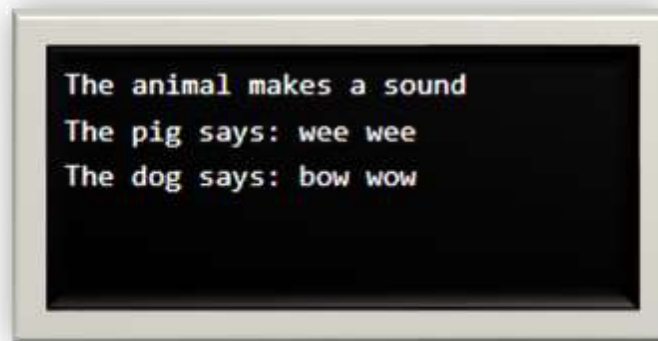 The animal makes a sound
The pig says: wee wee
The dog says: bow wow